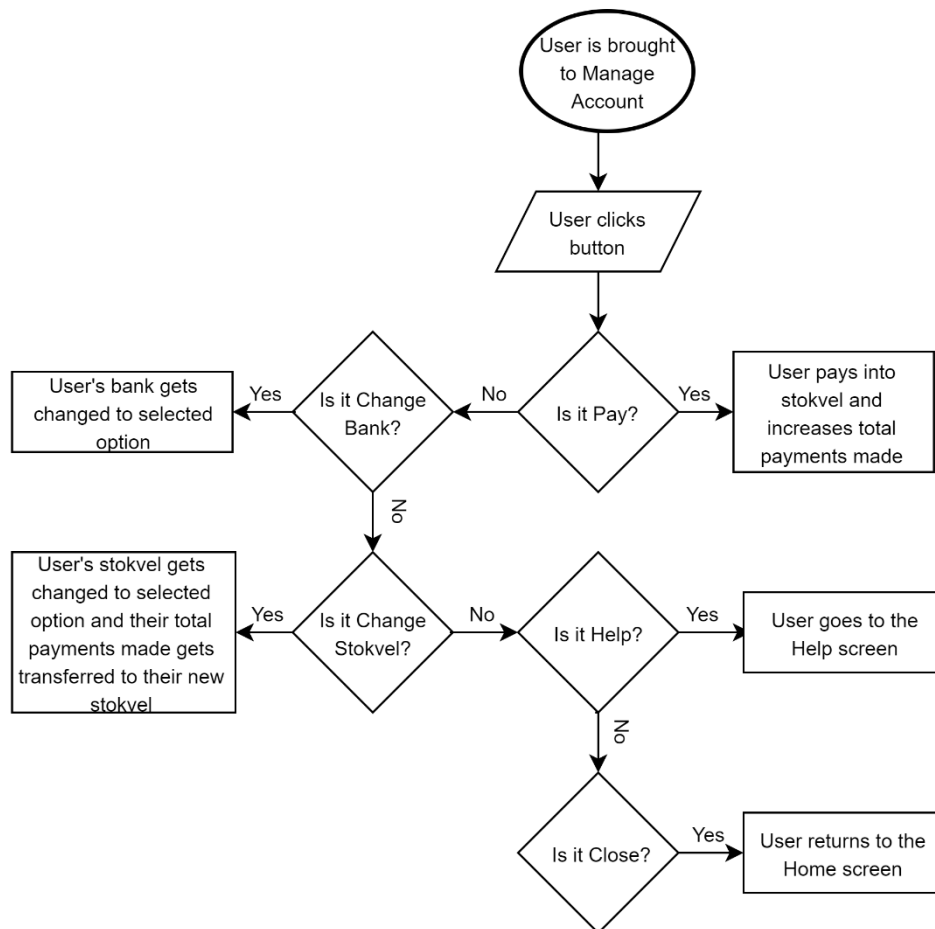 User is brought
to Manage
Account
User clicks
button
Is it Pay?
Yes
User pays into
stokvel and
increases total
payments made
No
Is it Change
Bank?
Yes
User's bank gets
changed to selected
option
No
Is it Change
Stokvel?
Yes
User's stokvel gets
changed to selected
option and their total
payments made gets
transferred to their new
stokvel
No
Is it Help?
Yes
User goes to the
Help screen
No
Is it Close?
Yes
User returns to the
Home screen